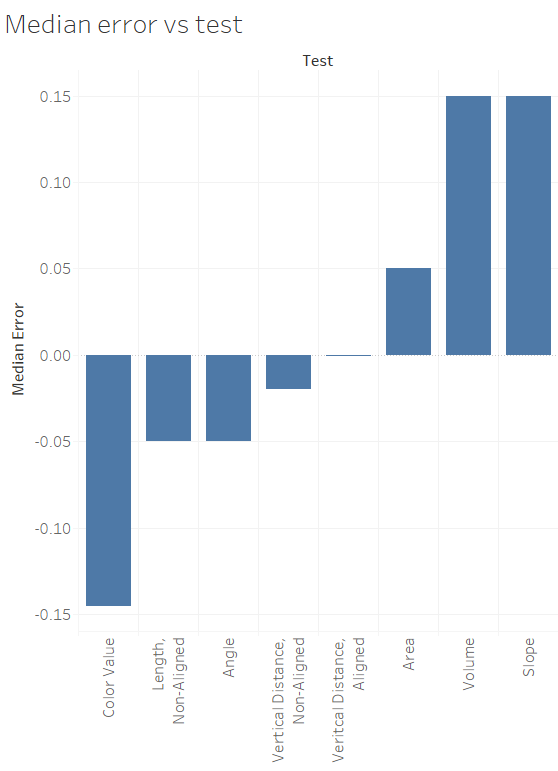 Median error vs test
Test
Median Error
0.15
0.10
0.05
0.00
-0.05
-0.10
-0.15
Color Value
Length,
Non-Aligned
Angle
Vertical Distance,
Non-Aligned
Veritcal Distance,
Aligned
Area
Volume
Slope